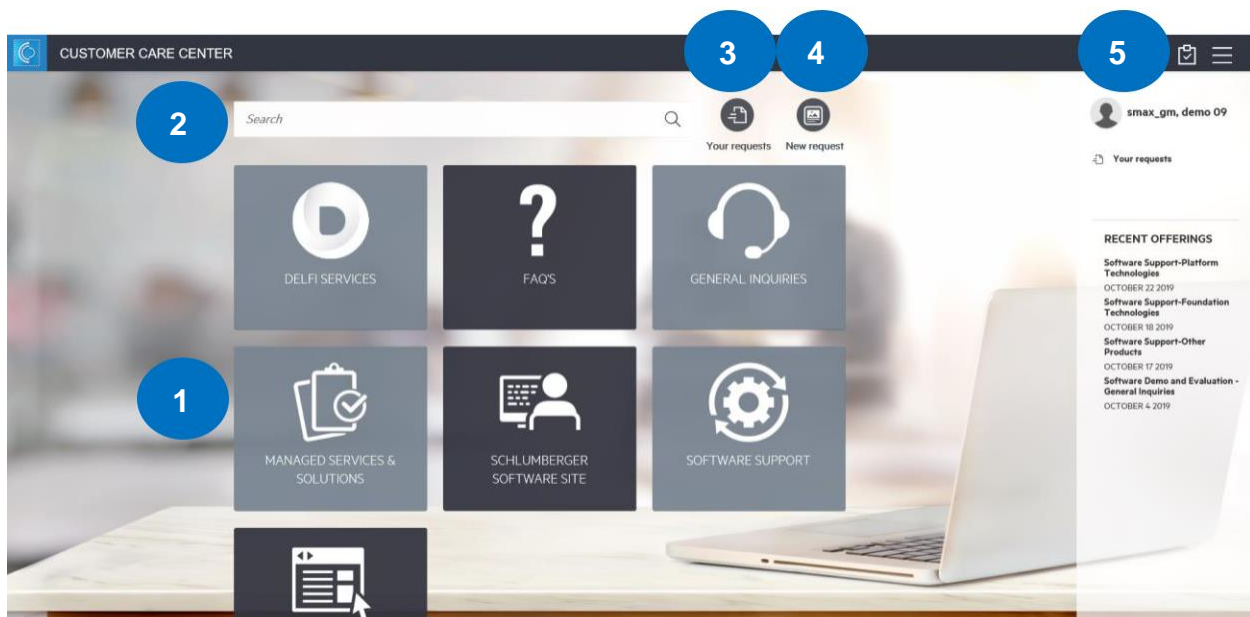 3
4
5
CUSTOMER CARE CENTER
2
Search
Your requests
New request
smax_gm, demo 09
Your requests
DELFI SERVICES
FAQ'S
GENERAL INQUIRIES
RECENT OFFERINGS
Software Support-Platform
Technologies
OCTOBER 22 2019
Software Support-Foundation
Technologies
OCTOBER 18 2019
Software Support-Other
Products
OCTOBER 17 2019
Software Demo and Evaluation -
General Inquiries
OCTOBER 4 2019
1
MANAGED SERVICES &
SOLUTIONS
SCHLUMBERGER
SOFTWARE SITE
SOFTWARE SUPPORT